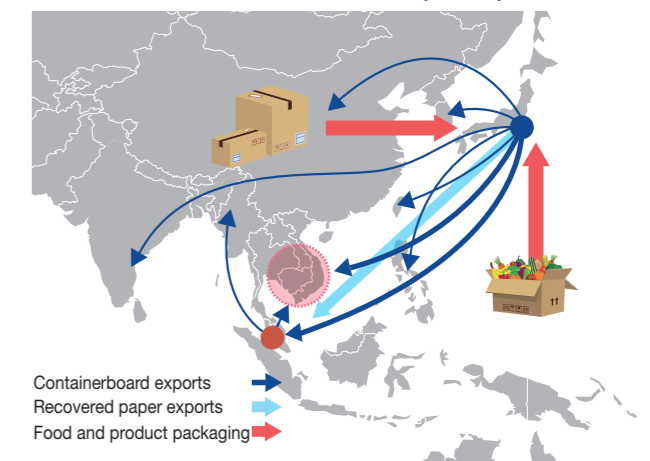 Containerboard exports
Recovered paper exports
Food and product packaging